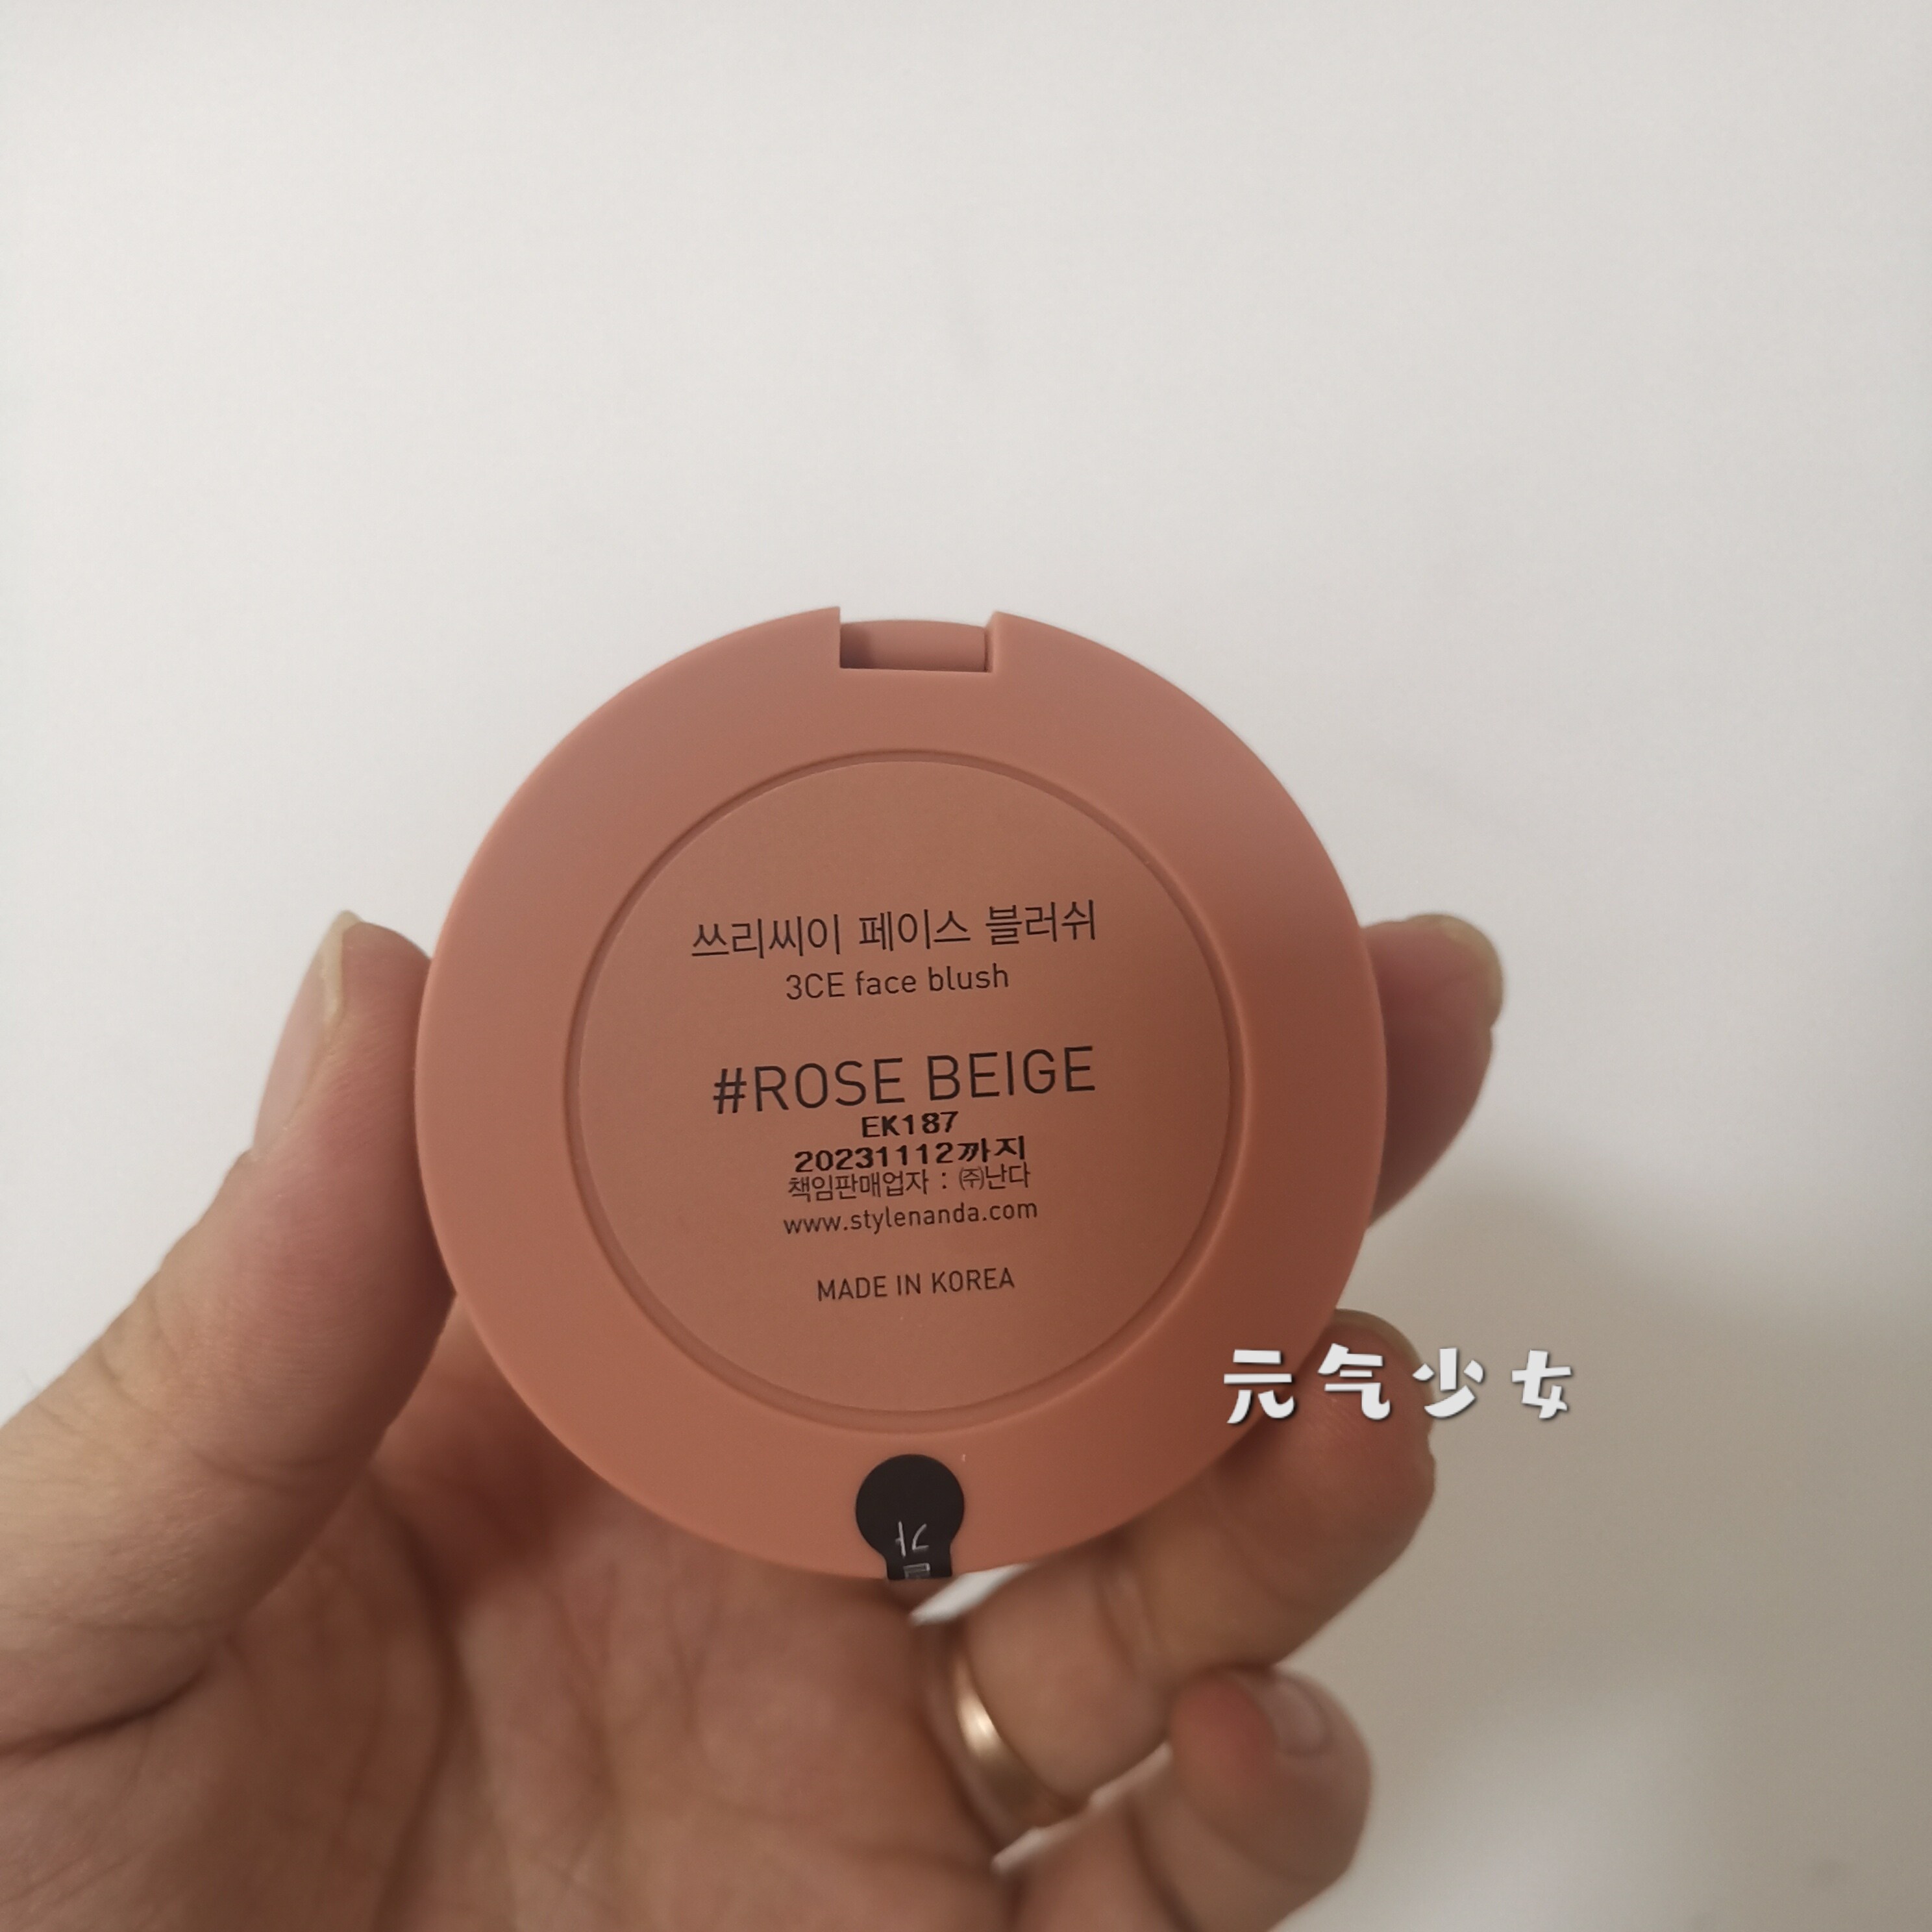 쓰리씨이 페이스 블러쉬
3CE face blush
#ROSE BEIGE
EK187
20231112까지
책임판매업자 : ㈜난다
www.stylenanda.com
MADE IN KOREA
元气少女
가